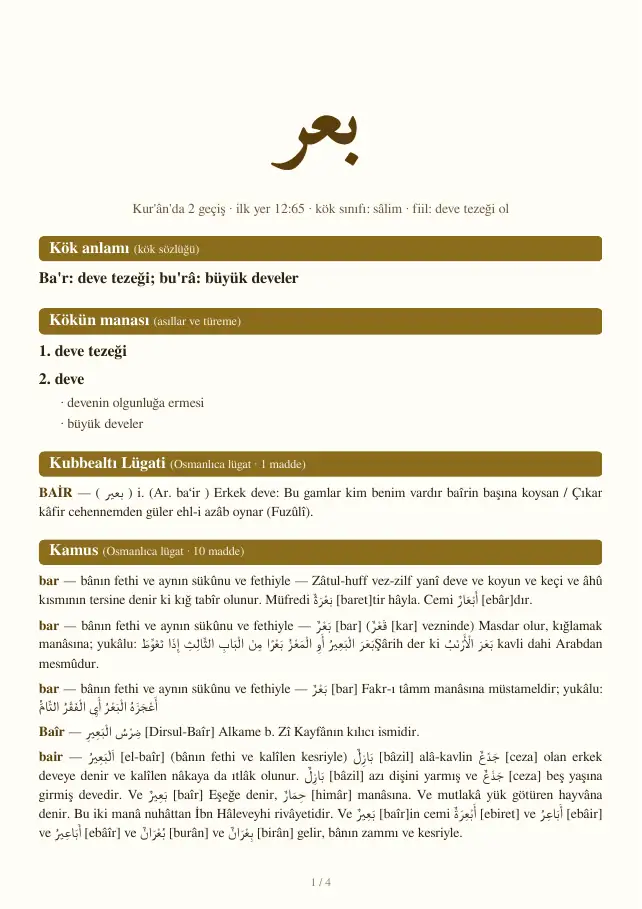 بعر
Kur'ân'da 2 geçiş · ilk yer 12:65 · kök sınıfı: sâlim · fiil: deve tezeği ol
Kök anlamı (kök sözlüğü)
Ba'r: deve tezeği; bu'râ: büyük develer
Kökün manası (asıllar ve türeme)
1. deve tezeği
2. deve
· devenin olgunluğa ermesi
· büyük develer
Kubbealtı Lügati (Osmanlıca lügat · 1 madde)
BAÎR — ( بعير ) i. (Ar. ba‘іr ) Erkek deve: Bu gamlar kim benim vardır baîrin başına koysan / Çıkar
kâfir cehennemden güler ehl-i azâb oynar (Fuzûlî).
Kamus (Osmanlıca lügat · 10 madde)
bar — bânın fethi ve aynın sükûnu ve fethiyle — Zâtul-huff vez-zilf yanî deve ve koyun ve keçi ve âhû
kısmının tersine denir ki kığ tabîr olunur. Müfredi بَعْرَةٌ [baret]tir hâyla. Cemi أَبْعَارٌ [ebâr]dır.
bar — bânın fethi ve aynın sükûnu ve fethiyle — بَعْرٌ [bar] (قَعْرٌ [kar] vezninde) Masdar olur, kığlamak
manâsına; yukâlu: بَعَرَ الْبَعِيرُ أَوِ الْمَعْزُ بَعْرًا مِنَ الْبَابِ الثَّالِثِ إِذَا تَغَوَّطَ Şârih der ki بَعَرَ الْأَرْنَبُ kavli dahi Arabdan
mesmûdur.
bar — bânın fethi ve aynın sükûnu ve fethiyle — بَعْرٌ [bar] Fakr-ı tâmm manâsına müstameldir; yukâlu:
أَعْجَزَهُ الْبَعْرُ أَيِ الْفَقْرُ التَّامُّ
Baîr — ضِرْسُ الْبَعِيرِ [Dirsul-Baîr] Alkame b. Zî Kayfânın kılıcı ismidir.
bair — اَلْبَعِيرُ [el-baîr] (bânın fethi ve kalîlen kesriyle) بَازِلٌ [bâzil] alâ-kavlin جَذَعٌ [ceza] olan erkek
deveye denir ve kalîlen nâkaya da ıtlâk olunur. بَازِلٌ [bâzil] azı dişini yarmış ve جَذَعٌ [ceza] beş yaşına
girmiş devedir. Ve بَعِيرٌ [baîr] Eşeğe denir, حِمَارٌ [himâr] manâsına. Ve mutlakâ yük götüren hayvâna
denir. Bu iki manâ nuhâttan İbn Hâleveyhi rivâyetidir. Ve بَعِيرٌ [baîr]in cemi أَبْعِرَةٌ [ebiret] ve أَبَاعِرُ [ebâir]
ve أَبَاعِيرُ [ebâîr] ve بُعْرَانٌ [burân] ve بِعْرَانٌ [birân] gelir, bânın zammı ve kesriyle.
1 / 4